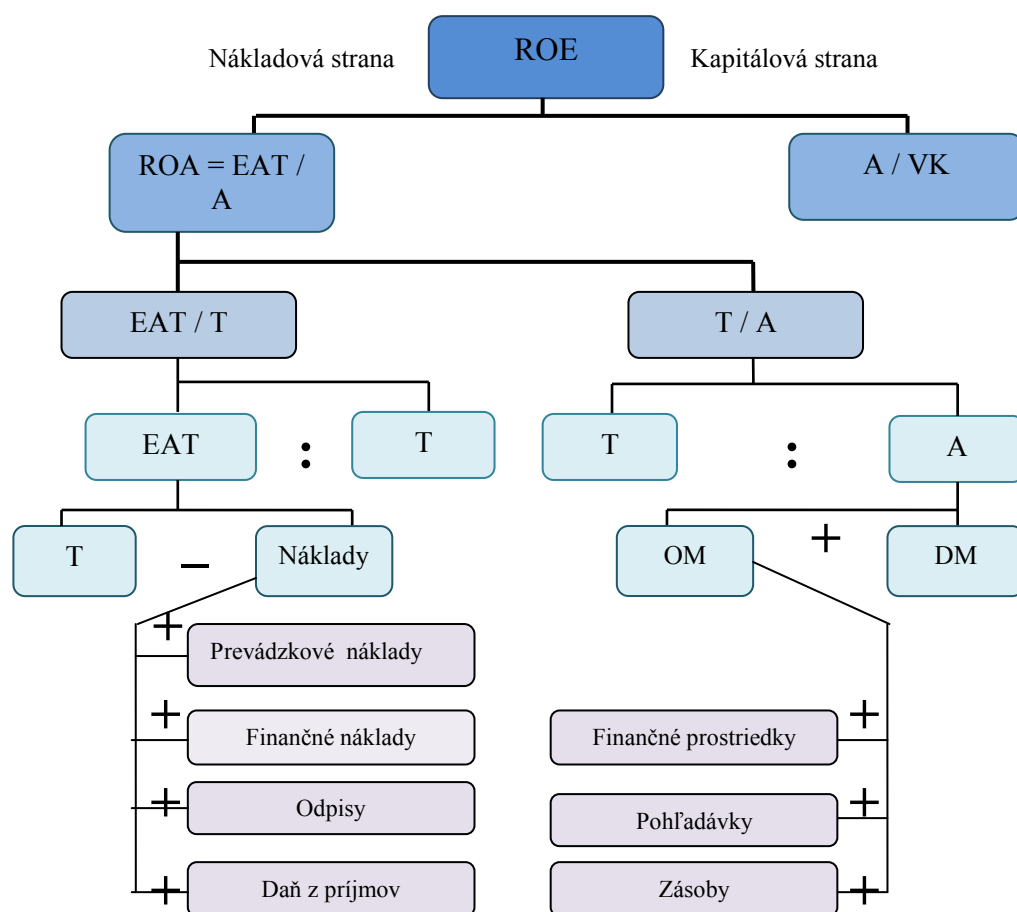 ROE
Nákladová strana
Kapitálová strana
ROA = EAT /
A
A / VK
EAT / T
T / A
EAT
:
T
T
:
A
T
–
Náklady
OM
+
DM
+
Prevádzkové náklady
+
Finančné náklady
Finančné prostriedky
+
+
Odpisy
Pohľadávky
+
+
Daň z príjmov
Zásoby
+